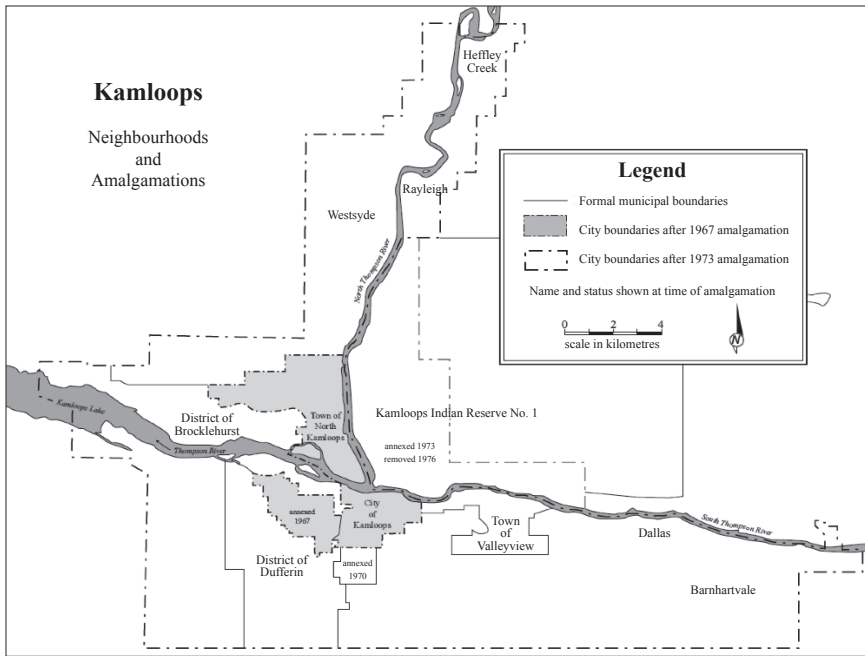 Kamloops
Neighbourhoods
and
Amalgamations
Heffley
Creek
Rayleigh
Westsyde
North Thompson River
Legend
Formal municipal boundaries
City boundaries after 1967 amalgamation
City boundaries after 1973 amalgamation
Name and status shown at time of amalgamation
0 2 4
scale in kilometres
N
Kamloops Lake
District of
Brocklehurst
Thompson River
Town of
North
Kamloops
Kamloops Indian Reserve No. 1
annexed 1973
removed 1976
annexed
1967
City
of
Kamloops
District of
Dufferin
annexed
1970
Town
of
Valleyview
Dallas
South Thompson River
Barnhartvale